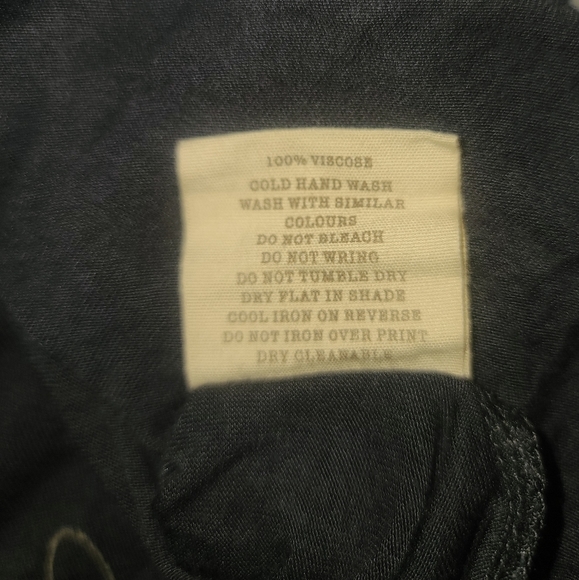 100% VISCOSE
COLD HAND WASH
WASH WITH SIMILAR
COLOURS
DO NOT BLEACH
DO NOT WRING
DO NOT TUMBLE DRY
DRY FLAT IN SHADE
COOL IRON ON REVERSE
DO NOT IRON OVER PRINT
DRY CLEANABLE